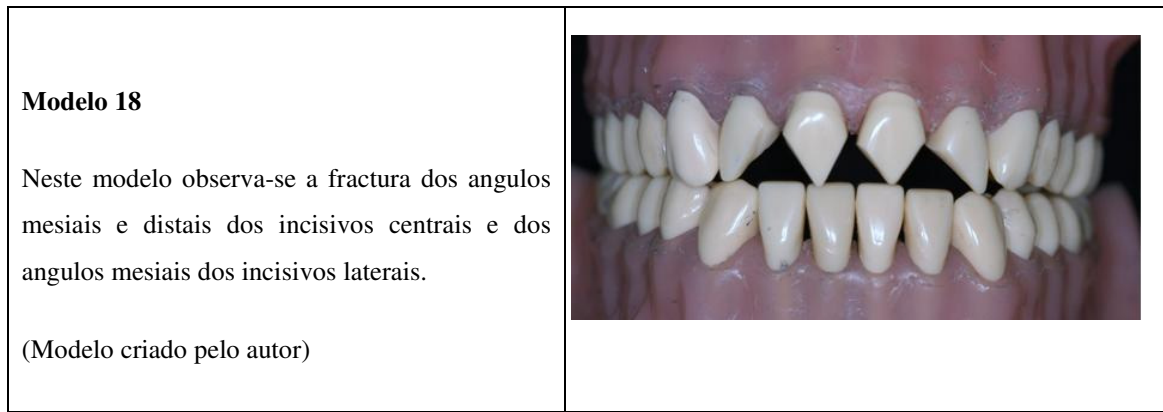 Modelo 18
Neste modelo observa-se a fractura dos angulos
mesiais e distais dos incisivos centrais e dos
angulos mesiais dos incisivos laterais.
(Modelo criado pelo autor)